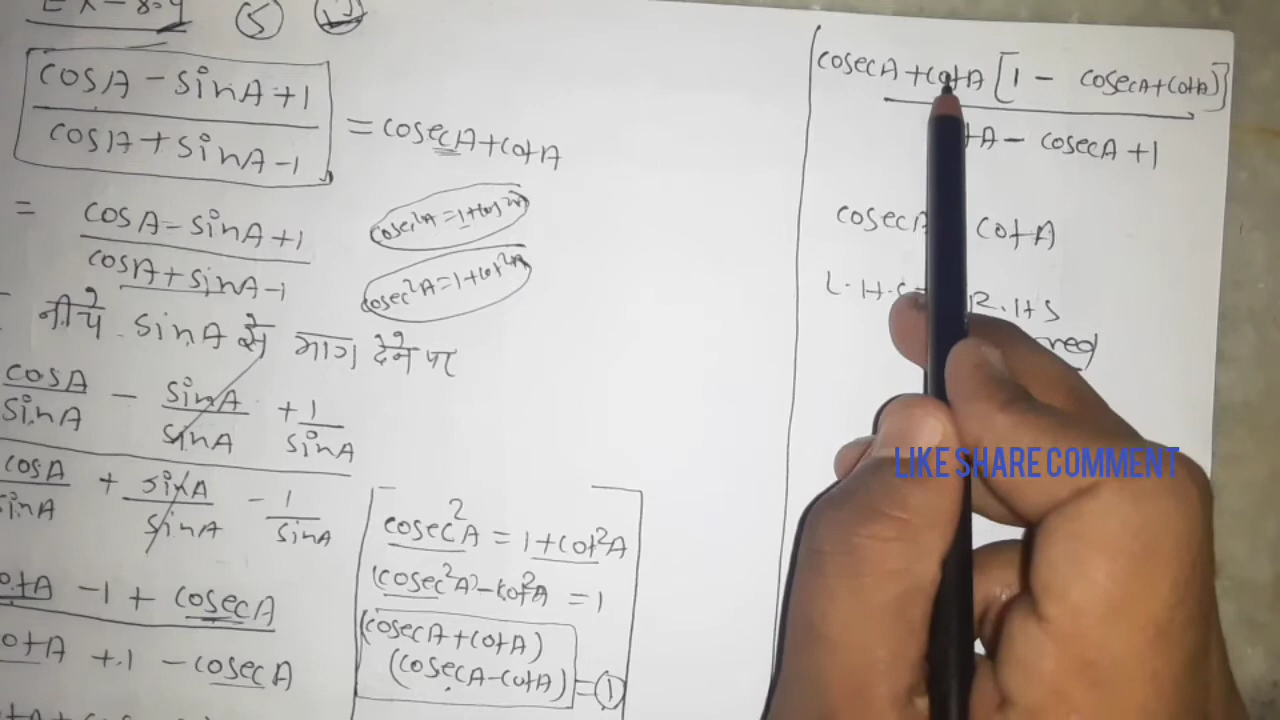 Ex-8.4 (5)
cosA - sinA + 1
cosA + sinA - 1
= cosecA + cotA
= cosA - sinA + 1
cosA + sinA - 1
cosec²A = 1 + cot²A
cosec²A = 1 + cot²A
नीचे sinA से भाग देने पर
cosA/sinA - sinA/sinA + 1/sinA
cosA/sinA + sinA/sinA - 1/sinA
cotA - 1 + cosecA
cotA + 1 - cosecA
cosec²A = 1 + cot²A
(cosec²A) - cot²A = 1
(cosecA + cotA)
(cosecA - cotA) = 1
cosecA + cotA [1 - cosecA + cotA]
tA - cosecA + 1
cosecA cotA
L.H.S R.H.S
LIKE SHARE COMMENT